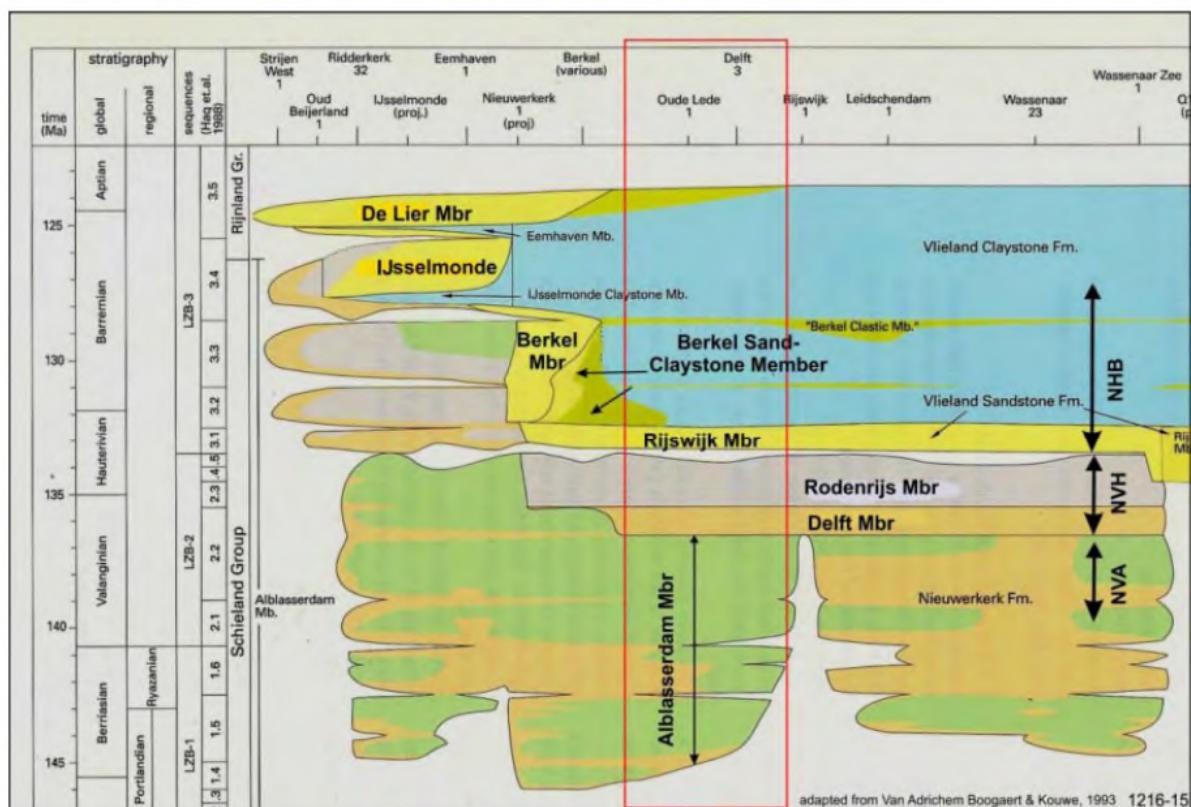 stratigraphy
time
(Ma)
global
regional
sequences
(Haq et.al.
1988)
Strijen
West
1
Ridderkerk
32
Eemhaven
1
Berkel
(various)
Delft
3
Wassenaar Zee
1
Oud
Beijerland
1
IJsselmonde
(proj.)
Nieuwerkerk
1
(proj)
Oude Lede
1
Rijswijk
1
Leidschendam
1
Wassenaar
23
125
130
135
140
145
Aptian
Barremian
Hauterivian
Valanginian
Berriasian
Ryazanian
Portlandian
LZB-3
LZB-2
LZB-1
3.5
3.4
3.3
3.2
3.1
.5
.4
2.3
2.2
2.1
1.6
1.5
1.4
.3
Rijnland Gr.
Schieland Group
Alblasserdam
Mb.
De Lier Mbr
Eemhaven Mb.
Vlieland Claystone Fm.
IJsselmonde
IJsselmonde Claystone Mb.
"Berkel Clastic Mb."
Berkel
Mbr
Berkel Sand-
Claystone Member
NHB
Vlieland Sandstone Fm.
Rijswijk Mbr
Rodenrijs Mbr
NVH
Delft Mbr
Alblasserdam Mbr
NVA
Nieuwerkerk Fm.
adapted from Van Adrichem Boogaert & Kouwe, 1993 1216-15